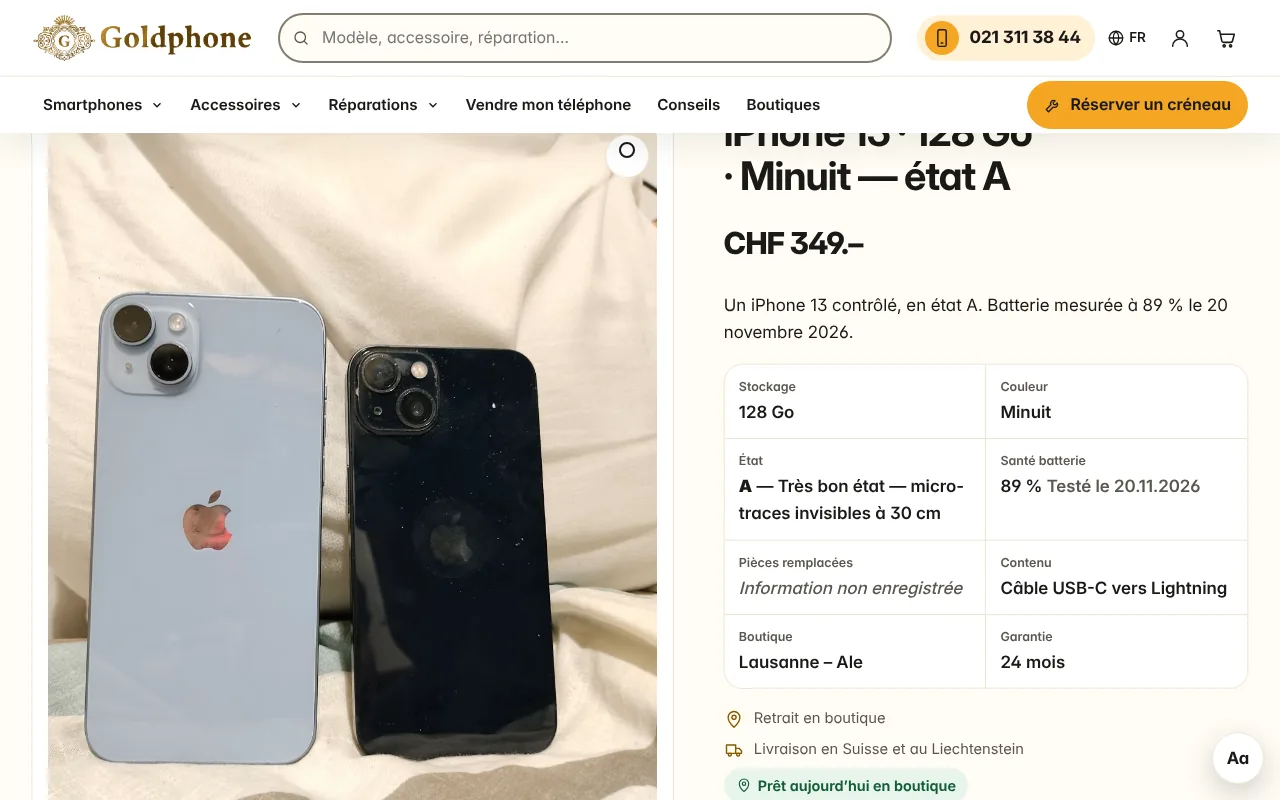 G
Goldphone
Modèle, accessoire, réparation...
021 311 38 44
FR
Smartphones
Accessoires
Réparations
Vendre mon téléphone
Conseils
Boutiques
Réserver un créneau
iPhone 13 · 128 Go
· Minuit — état A
CHF 349.–
Un iPhone 13 contrôlé, en état A. Batterie mesurée à 89 % le 20
novembre 2026.
Stockage
128 Go
Couleur
Minuit
État
A — Très bon état — micro-
traces invisibles à 30 cm
Santé batterie
89 % Testé le 20.11.2026
Pièces remplacées
Information non enregistrée
Contenu
Câble USB-C vers Lightning
Boutique
Lausanne – Ale
Garantie
24 mois
Retrait en boutique
Livraison en Suisse et au Liechtenstein
Prêt aujourd’hui en boutique
Aa